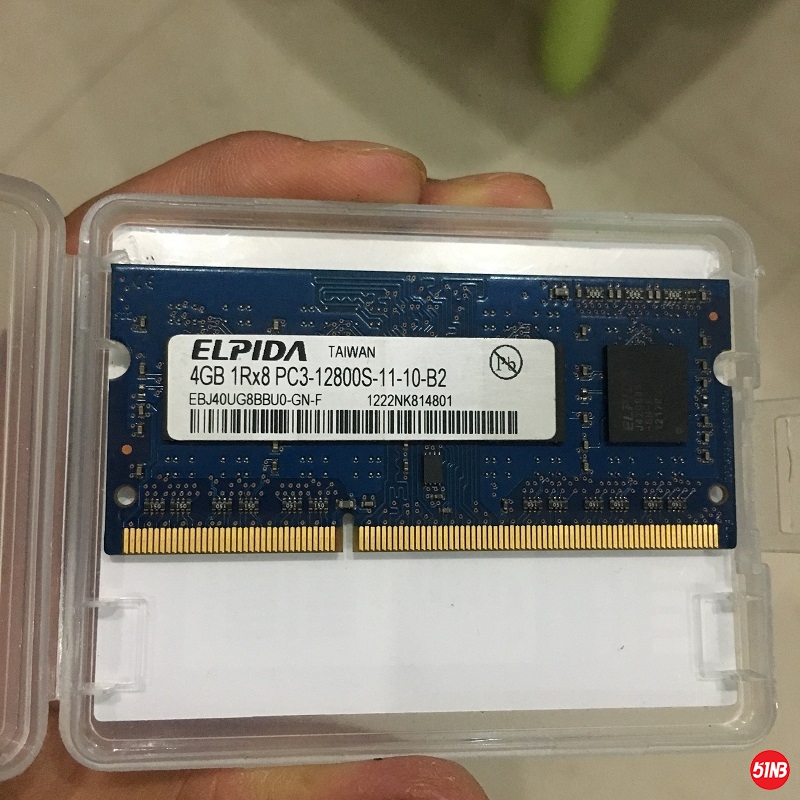 ELPIDA TAIWAN
4GB 1Rx8 PC3-12800S-11-10-B2
EBJ40UG8BBU0-GN-F 1222NK814801
Pb
51NB